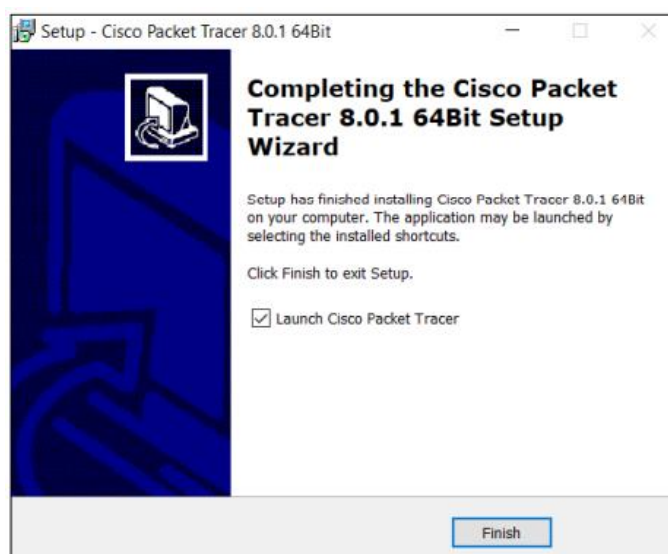 Setup - Cisco Packet Tracer 8.0.1 64Bit
Completing the Cisco Packet
Tracer 8.0.1 64Bit Setup
Wizard
Setup has finished installing Cisco Packet Tracer 8.0.1 64Bit
on your computer. The application may be launched by
selecting the installed shortcuts.
Click Finish to exit Setup.
Launch Cisco Packet Tracer
Finish